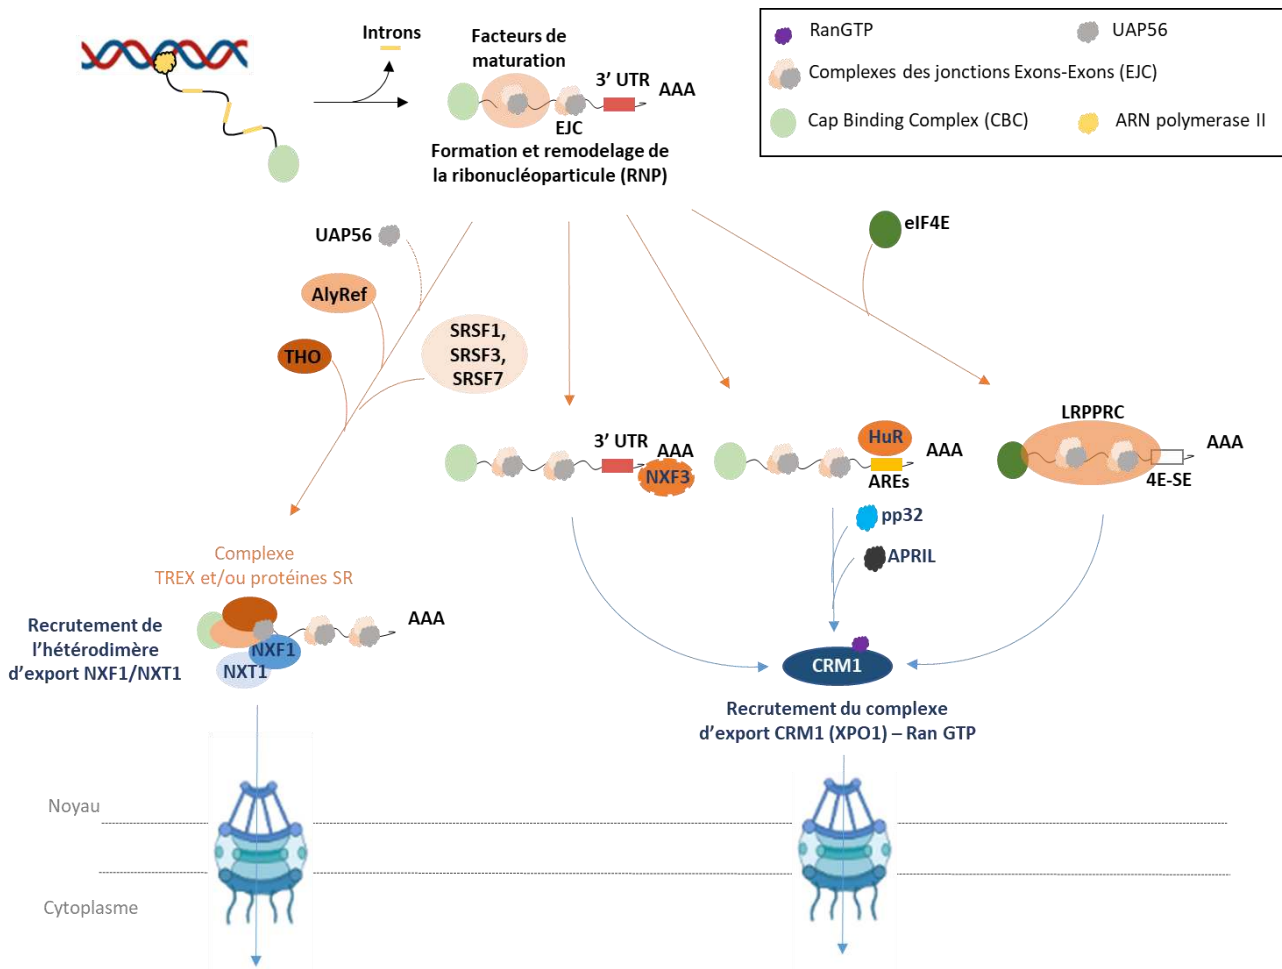 Introns
Facteurs de
maturation
3’ UTR
AAA
EJC
Formation et remodelage de
la ribonucléoparticule (RNP)
RanGTP
UAP56
Complexes des jonctions Exons-Exons (EJC)
Cap Binding Complex (CBC)
ARN polymerase II
UAP56
AlyRef
THO
SRSF1,
SRSF3,
SRSF7
eIF4E
3’ UTR
AAA
NXF3
HuR
AAA
AREs
LRPPRC
AAA
4E-SE
pp32
APRIL
Complexe
TREX et/ou protéines SR
AAA
Recrutement de
l’hétérodimère
d’export NXF1/NXT1
NXF1
NXT1
CRM1
Recrutement du complexe
d’export CRM1 (XPO1) – Ran GTP
Noyau
Cytoplasme